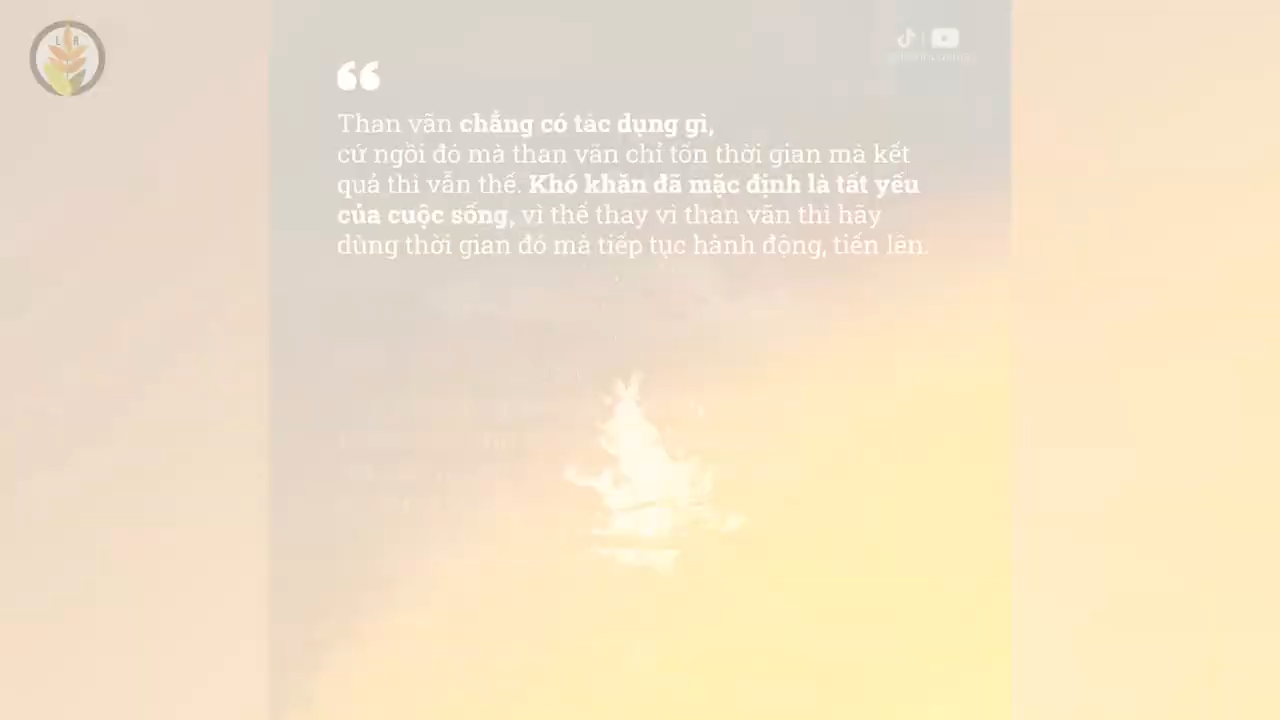 L R
“
Than vãn chẳng có tác dụng gì,
cứ ngồi đó mà than vãn chỉ tốn thời gian mà kết
quả thì vẫn thế. Khó khăn đã mặc định là tất yếu
của cuộc sống, vì thế thay vì than vãn thì hãy
dùng thời gian đó mà tiếp tục hành động, tiến lên.